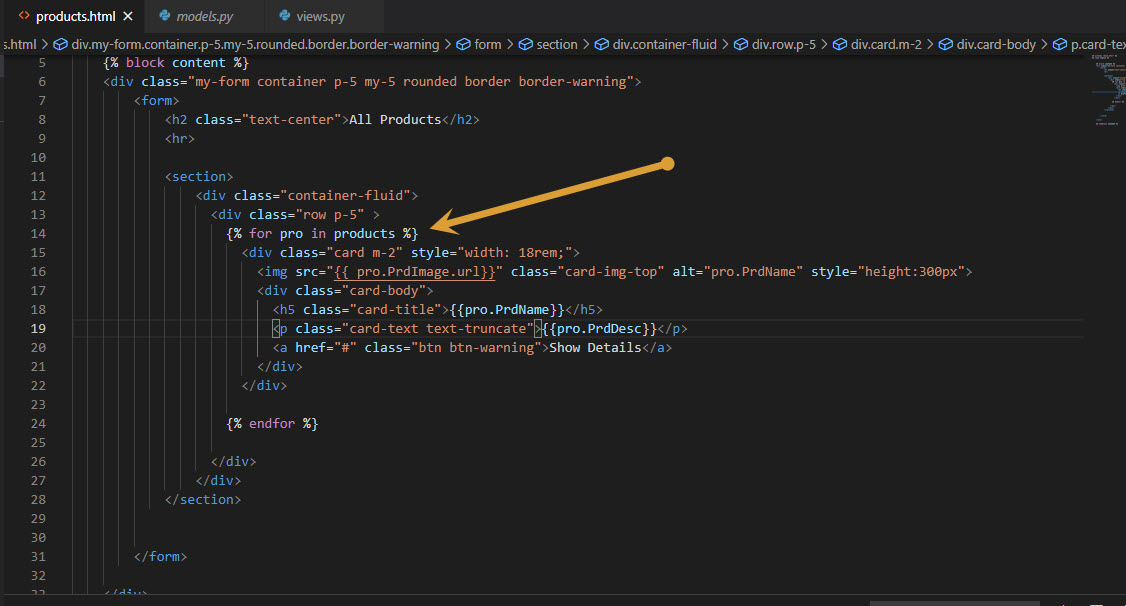 products.html
models.py
views.py
s.html > div.my-form.container.p-5.my-5.rounded.border.border-warning > form > section > div.container-fluid > div.row.p-5 > div.card.m-2 > div.card-body > p.card-tex
5 {% block content %}
6 <div class="my-form container p-5 my-5 rounded border border-warning">
7 <form>
8 <h2 class="text-center">All Products</h2>
9 <hr>
10
11 <section>
12 <div class="container-fluid">
13 <div class="row p-5" >
14 {% for pro in products %}
15 <div class="card m-2" style="width: 18rem;">
16 <img src="{{ pro.PrdImage.url}}" class="card-img-top" alt="pro.PrdName" style="height:300px">
17 <div class="card-body">
18 <h5 class="card-title">{{pro.PrdName}}</h5>
19 <p class="card-text text-truncate">{{pro.PrdDesc}}</p>
20 <a href="#" class="btn btn-warning">Show Details</a>
21 </div>
22 </div>
23
24 {% endfor %}
25
26 </div>
27 </div>
28 </section>
29
30
31 </form>
32
33 </div>